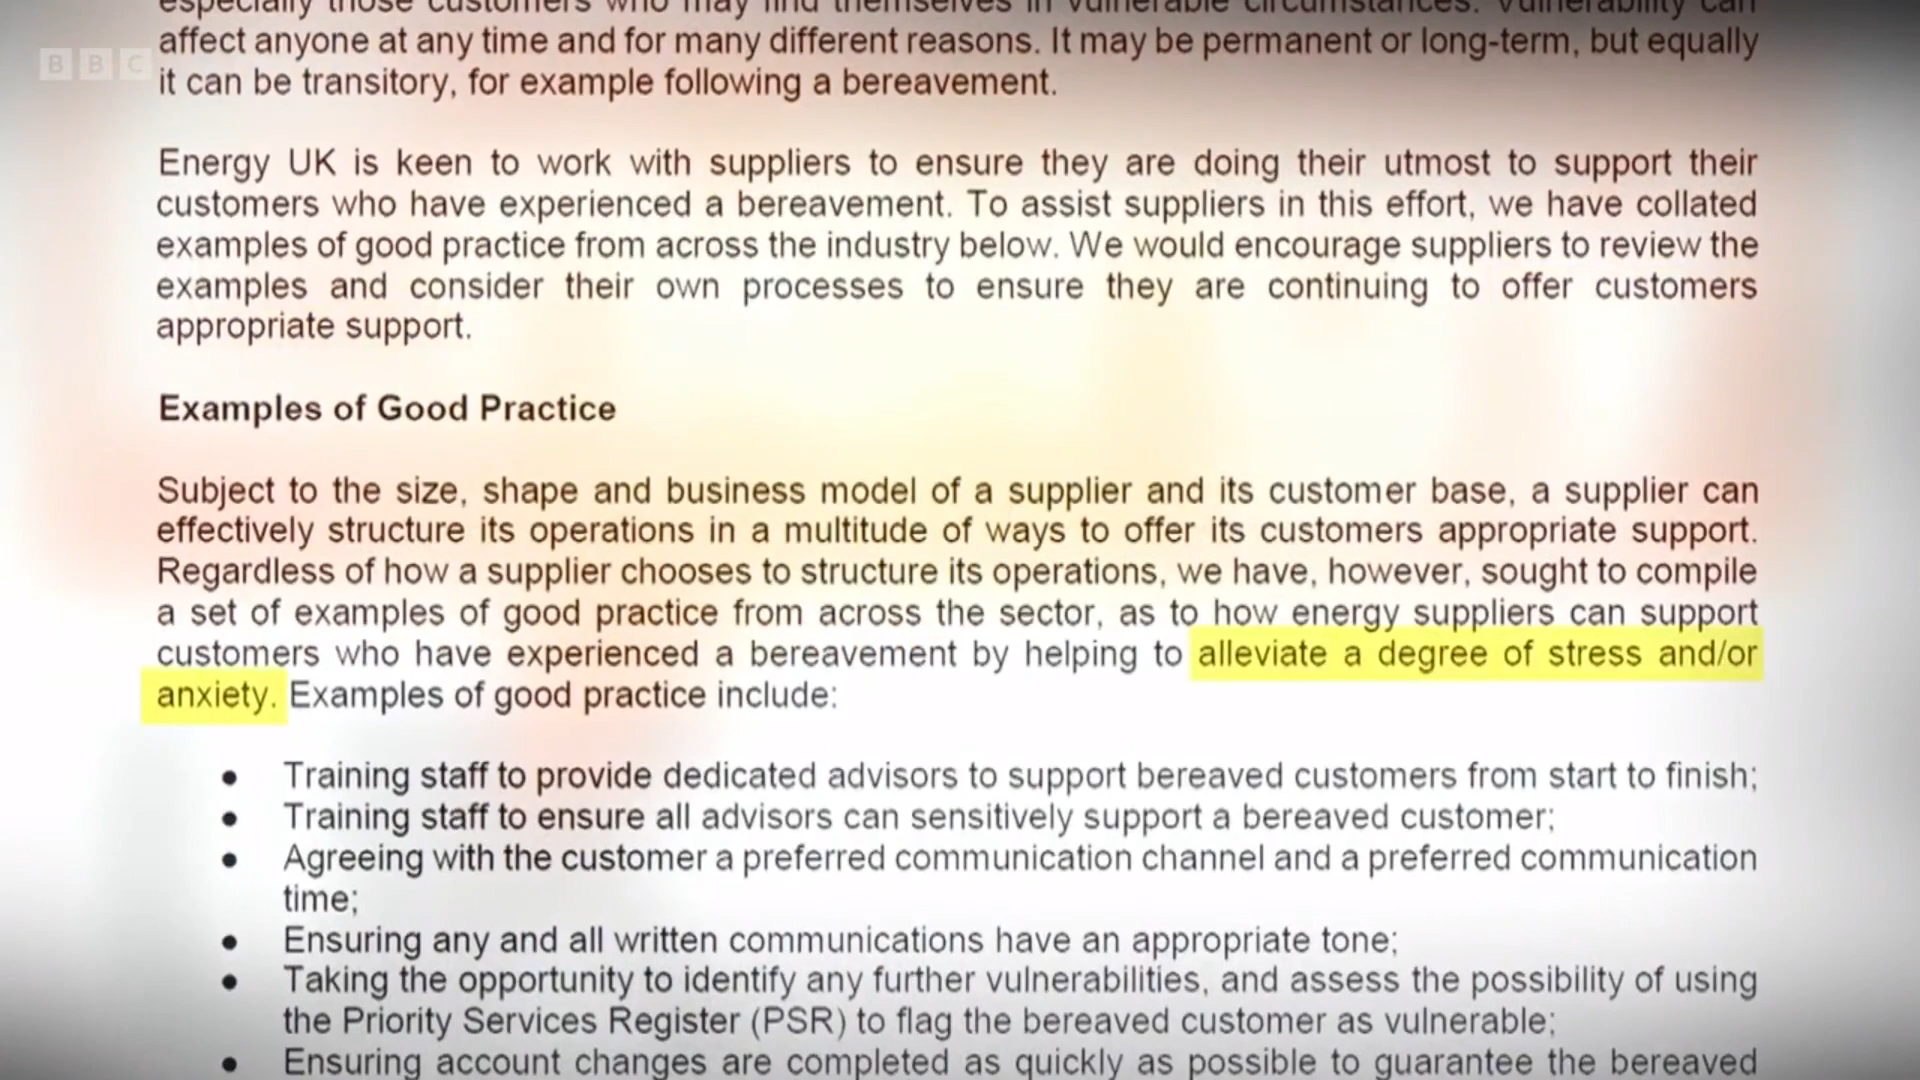 especially those customers who may find themselves in vulnerable circumstances. Vulnerability can
BBC
affect anyone at any time and for many different reasons. It may be permanent or long-term, but equally
it can be transitory, for example following a bereavement.
Energy UK is keen to work with suppliers to ensure they are doing their utmost to support their
customers who have experienced a bereavement. To assist suppliers in this effort, we have collated
examples of good practice from across the industry below. We would encourage suppliers to review the
examples and consider their own processes to ensure they are continuing to offer customers
appropriate support.
Examples of Good Practice
Subject to the size, shape and business model of a supplier and its customer base, a supplier can
effectively structure its operations in a multitude of ways to offer its customers appropriate support.
Regardless of how a supplier chooses to structure its operations, we have, however, sought to compile
a set of examples of good practice from across the sector, as to how energy suppliers can support
customers who have experienced a bereavement by helping to alleviate a degree of stress and/or
anxiety. Examples of good practice include:
● Training staff to provide dedicated advisors to support bereaved customers from start to finish;
● Training staff to ensure all advisors can sensitively support a bereaved customer;
● Agreeing with the customer a preferred communication channel and a preferred communication
time;
● Ensuring any and all written communications have an appropriate tone;
● Taking the opportunity to identify any further vulnerabilities, and assess the possibility of using
the Priority Services Register (PSR) to flag the bereaved customer as vulnerable;
● Ensuring account changes are completed as quickly as possible to guarantee the bereaved